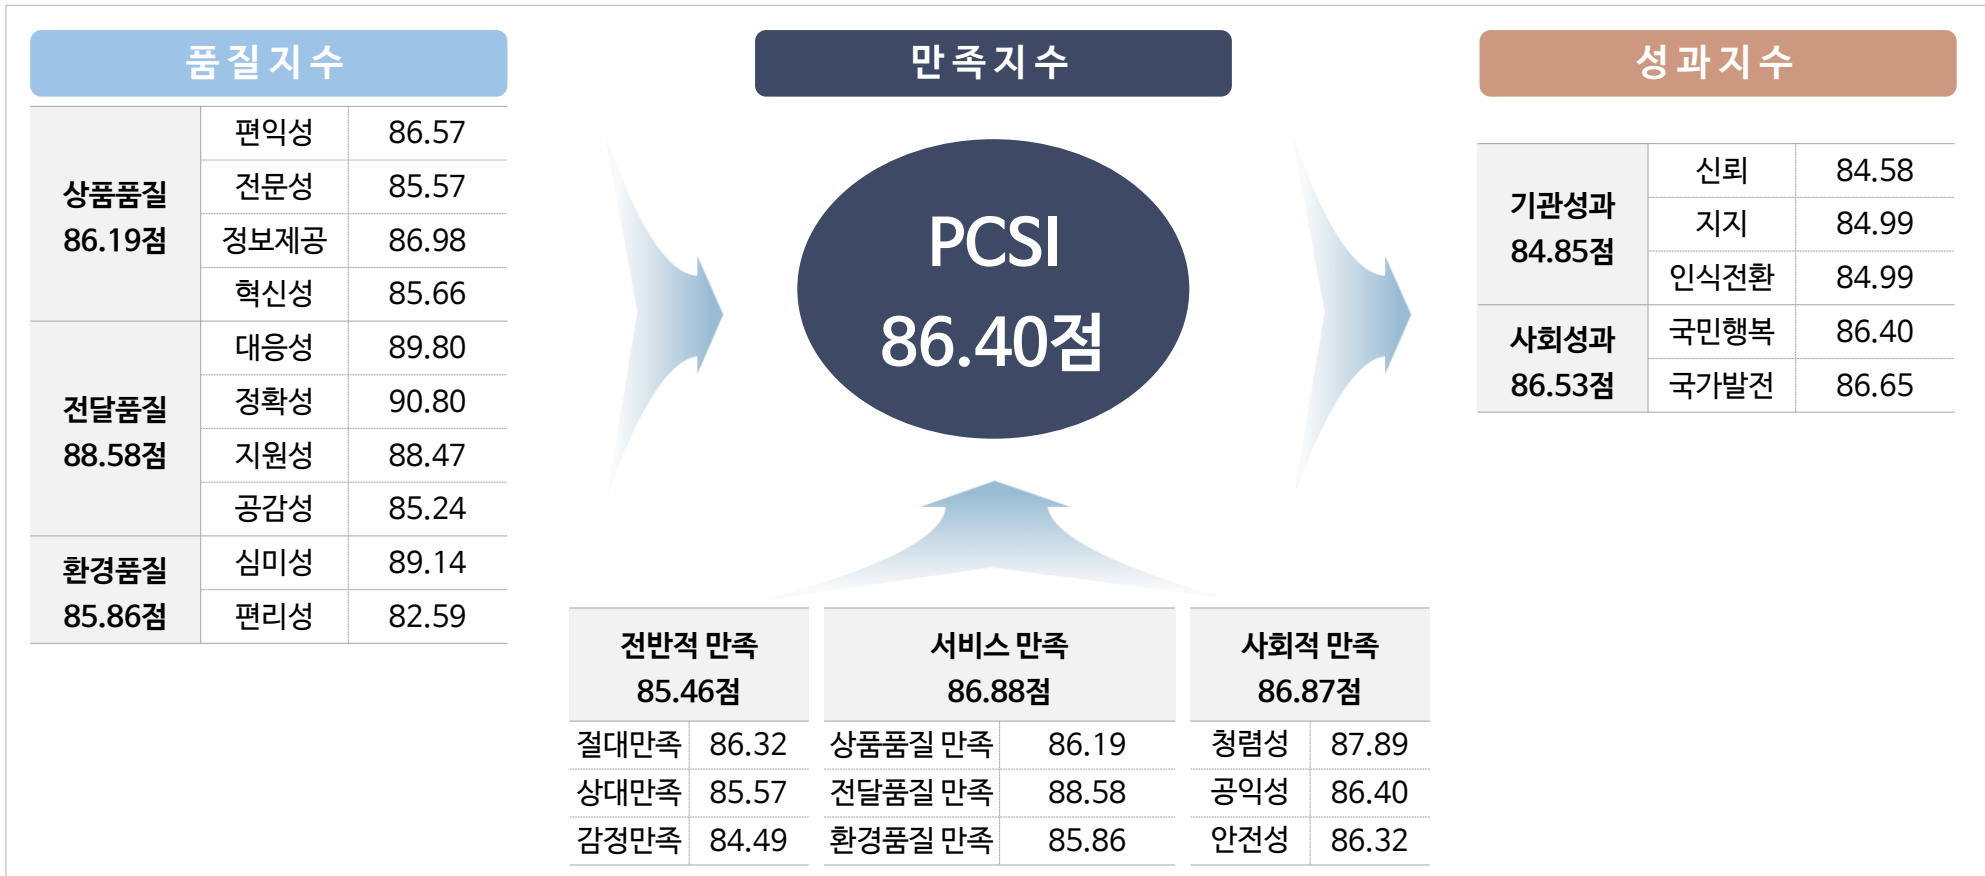 품질지수
상품품질
86.19점
편익성 86.57
전문성 85.57
정보제공 86.98
혁신성 85.66
전달품질
88.58점
대응성 89.80
정확성 90.80
지원성 88.47
공감성 85.24
환경품질
85.86점
심미성 89.14
편리성 82.59
만족지수
PCSI
86.40점
전반적 만족
85.46점
절대만족 86.32
상대만족 85.57
감정만족 84.49
서비스 만족
86.88점
상품품질 만족 86.19
전달품질 만족 88.58
환경품질 만족 85.86
사회적 만족
86.87점
청렴성 87.89
공익성 86.40
안전성 86.32
성과지수
기관성과
84.85점
신뢰 84.58
지지 84.99
인식전환 84.99
사회성과
86.53점
국민행복 86.40
국가발전 86.65